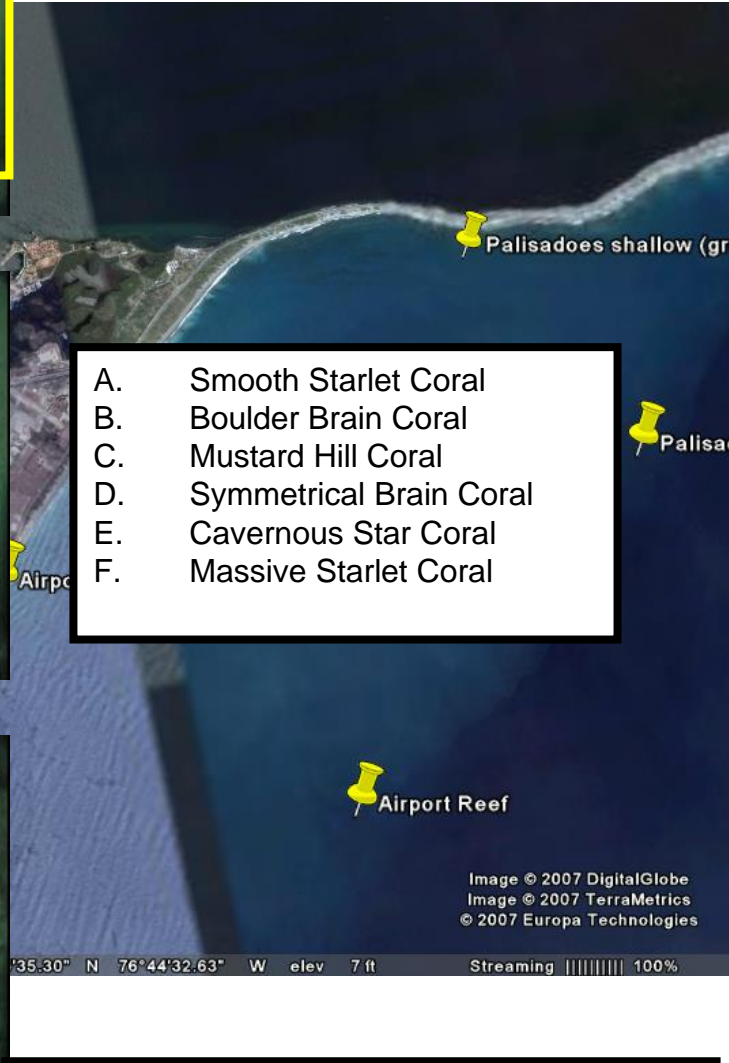 Palisadoes shallow (gr
A. Smooth Starlet Coral
B. Boulder Brain Coral
C. Mustard Hill Coral
D. Symmetrical Brain Coral
E. Cavernous Star Coral
F. Massive Starlet Coral
Palisa
Airpo
Airport Reef
Image © 2007 DigitalGlobe
Image © 2007 TerraMetrics
© 2007 Europa Technologies
'35.30" N 76°44'32.63" W elev 7 ft Streaming |||||||||| 100%